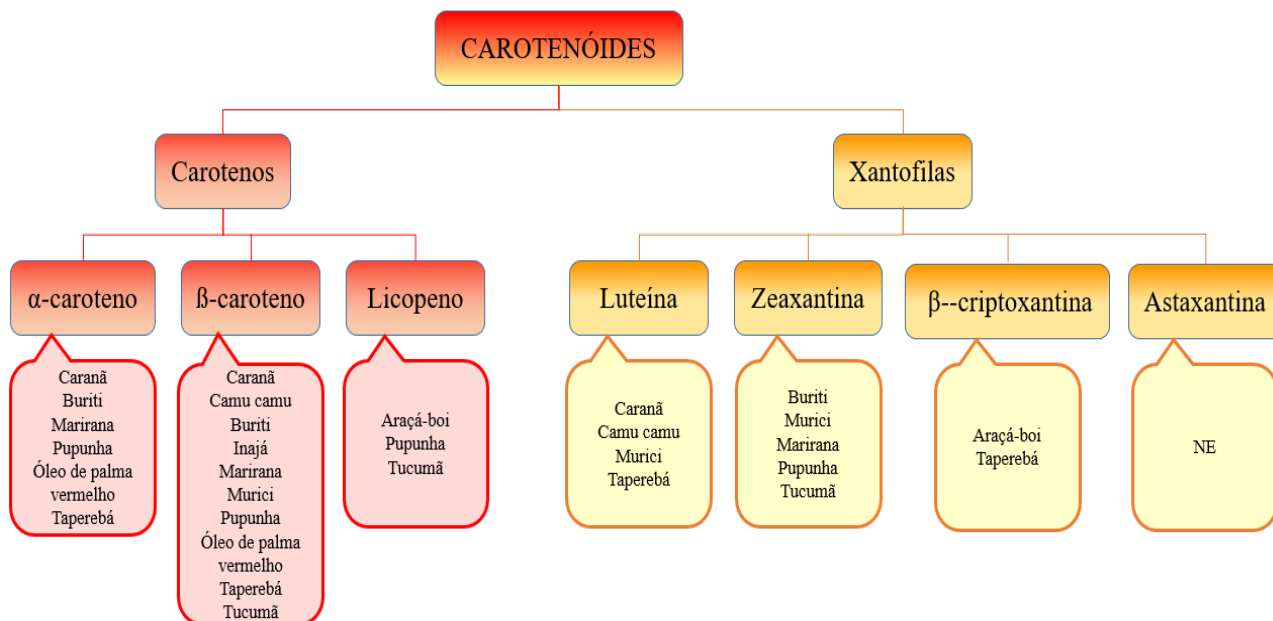 CAROTENÓIDES
Carotenos
Xantofilas
α-caroteno
ß-caroteno
Licopeno
Luteína
Zeaxantina
β--criptoxantina
Astaxantina
Caranã
Buriti
Marirana
Pupunha
Óleo de palma
vermelho
Taperebá
Caranã
Camu camu
Buriti
Inajá
Marirana
Murici
Pupunha
Óleo de palma
vermelho
Taperebá
Tucumã
Araçá-boi
Pupunha
Tucumã
Caranã
Camu camu
Murici
Taperebá
Buriti
Murici
Marirana
Pupunha
Tucumã
Araçá-boi
Taperebá
NE